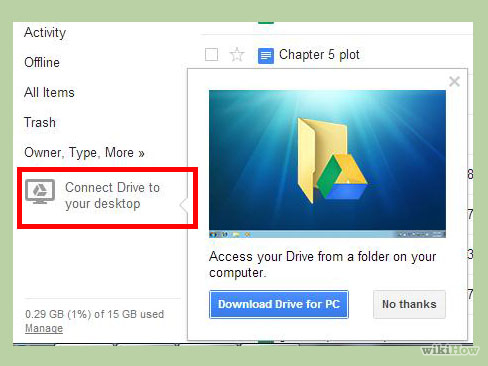 Activity
Offline
All Items
Trash
Owner, Type, More »
Connect Drive to
your desktop
0.29 GB (1%) of 15 GB used
Manage
Chapter 5 plot
Access your Drive from a folder on your
computer.
Download Drive for PC
No thanks
wikiHow